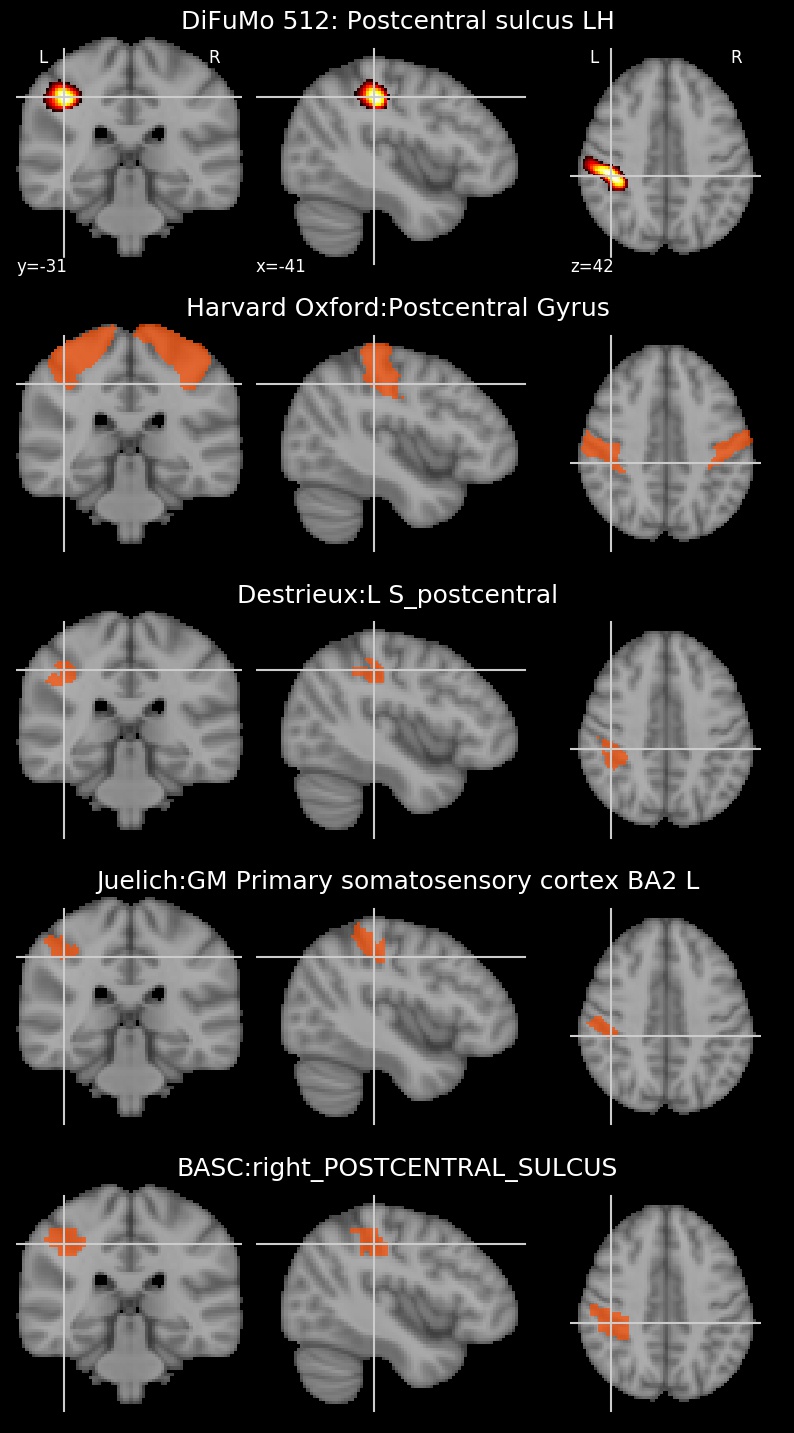 DiFuMo 512: Postcentral sulcus LH
L R L R
y=-31 x=-41 z=42
Harvard Oxford:Postcentral Gyrus
Destrieux:L S_postcentral
Juelich:GM Primary somatosensory cortex BA2 L
BASC:right_POSTCENTRAL_SULCUS